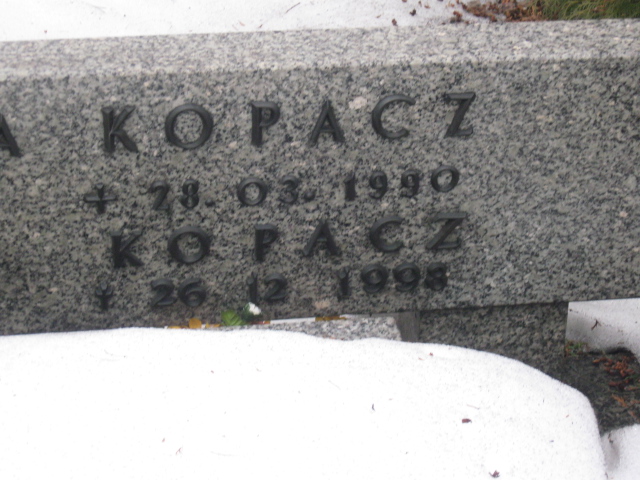 A KOPACZ
✝ 28. 03. 1990
KOPACZ
✝ 26 12 1998